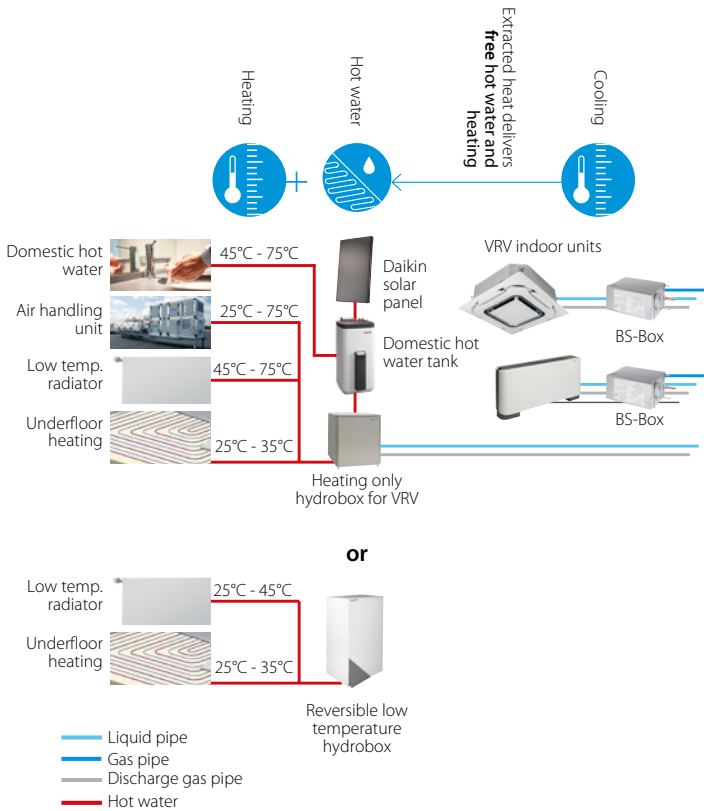 Heating
Hot water
Extracted heat delivers
free hot water and
heating
Cooling
Domestic hot
water
45°C - 75°C
Air handling
unit
25°C - 75°C
Low temp.
radiator
45°C - 75°C
Underfloor
heating
25°C - 35°C
Daikin
solar
panel
Domestic hot
water tank
Heating only
hydrobox for VRV
VRV indoor units
BS-Box
BS-Box
or
Low temp.
radiator
25°C - 45°C
Underfloor
heating
25°C - 35°C
Reversible low
temperature
hydrobox
Liquid pipe
Gas pipe
Discharge gas pipe
Hot water